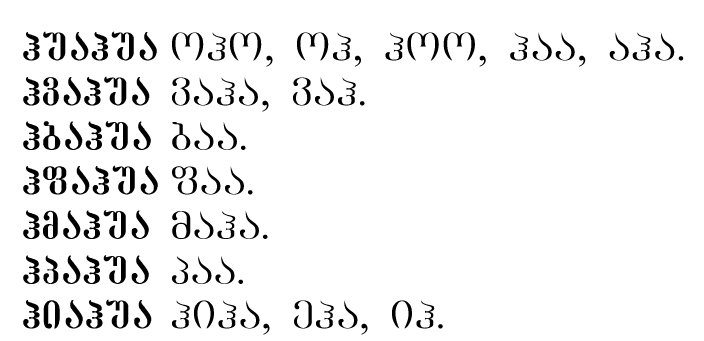 ჰუაჰუა ოჰო, ოჰ, ჰოო, ჰაა, აჰა.
ჰვაჰუა ვაჰა, ვაჰ.
ჰბაჰუა ბაა.
ჰფაჰუა ფაა.
ჰმაჰუა მაჰა.
ჰპაჰუა პაა.
ჰიაჰუა ჰიჰა, ეჰა, იჰ.